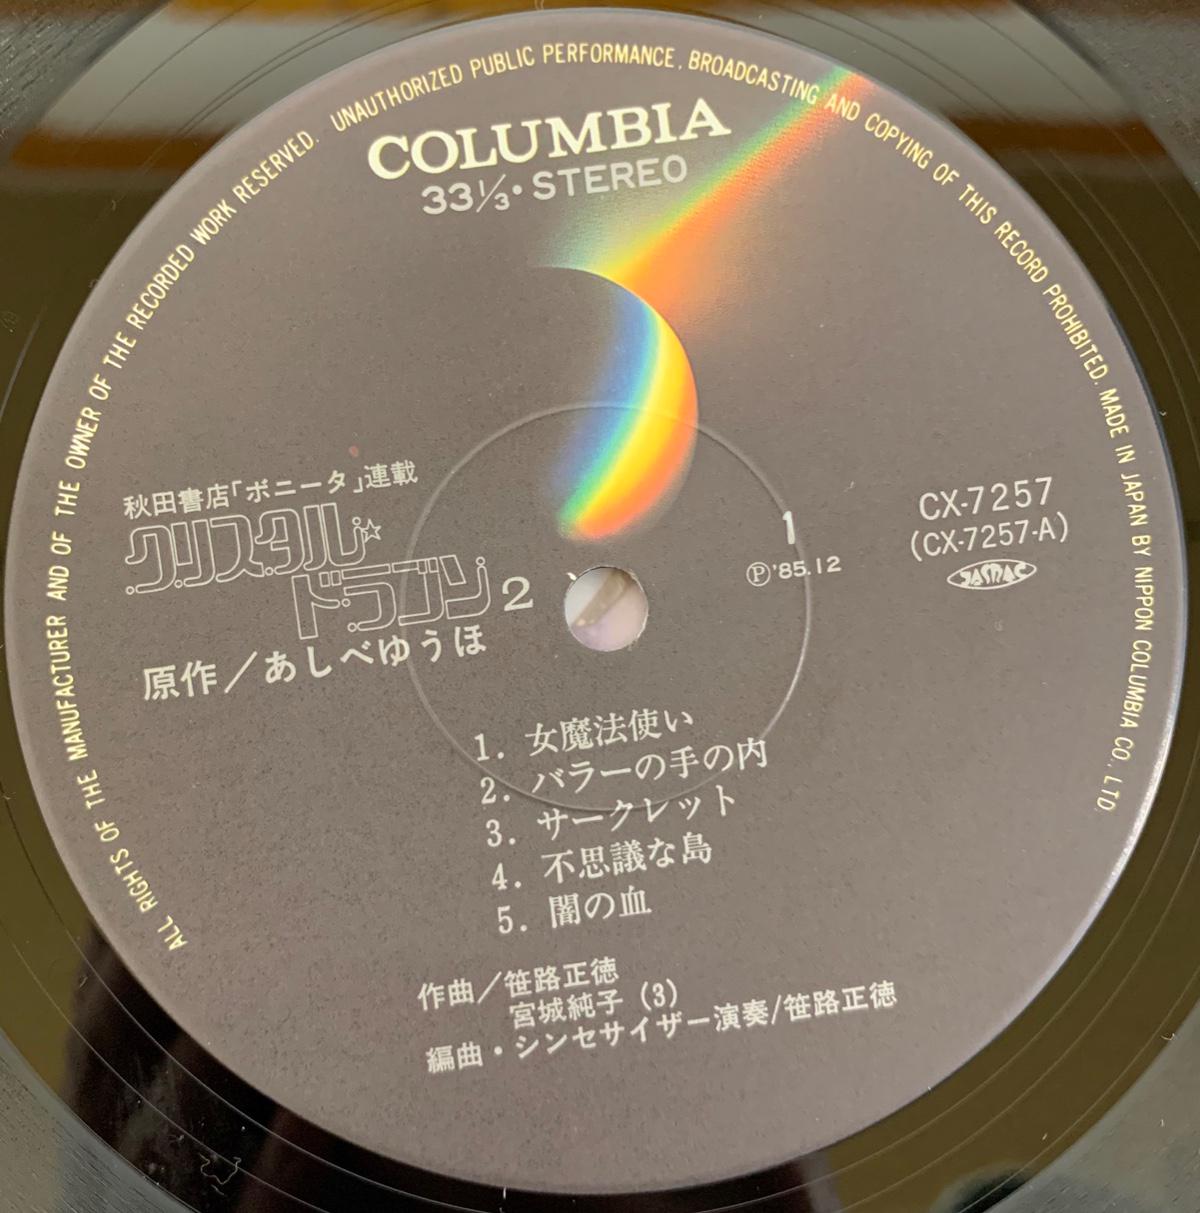 ALL RIGHTS OF THE MANUFACTURER AND OF THE OWNER OF THE RECORDED WORK RESERVED. UNAUTHORIZED PUBLIC PERFORMANCE, BROADCASTING AND COPYING OF THIS RECORD PROHIBITED. MADE IN JAPAN BY NIPPON COLUMBIA CO., LTD.
COLUMBIA
33⅓・STEREO
秋田書店「ボニータ」連載
クリスタル☆
ドラゴン 2
原作／あしべゆうほ
1
Ⓟ'85.12
CX-7257
(CX-7257-A)
JASRAC
1. 女魔法使い
2. バラーの手の内
3. サークレット
4. 不思議な島
5. 闇の血
作曲／笹路正徳
宮城純子 (3)
編曲・シンセサイザー演奏/笹路正徳